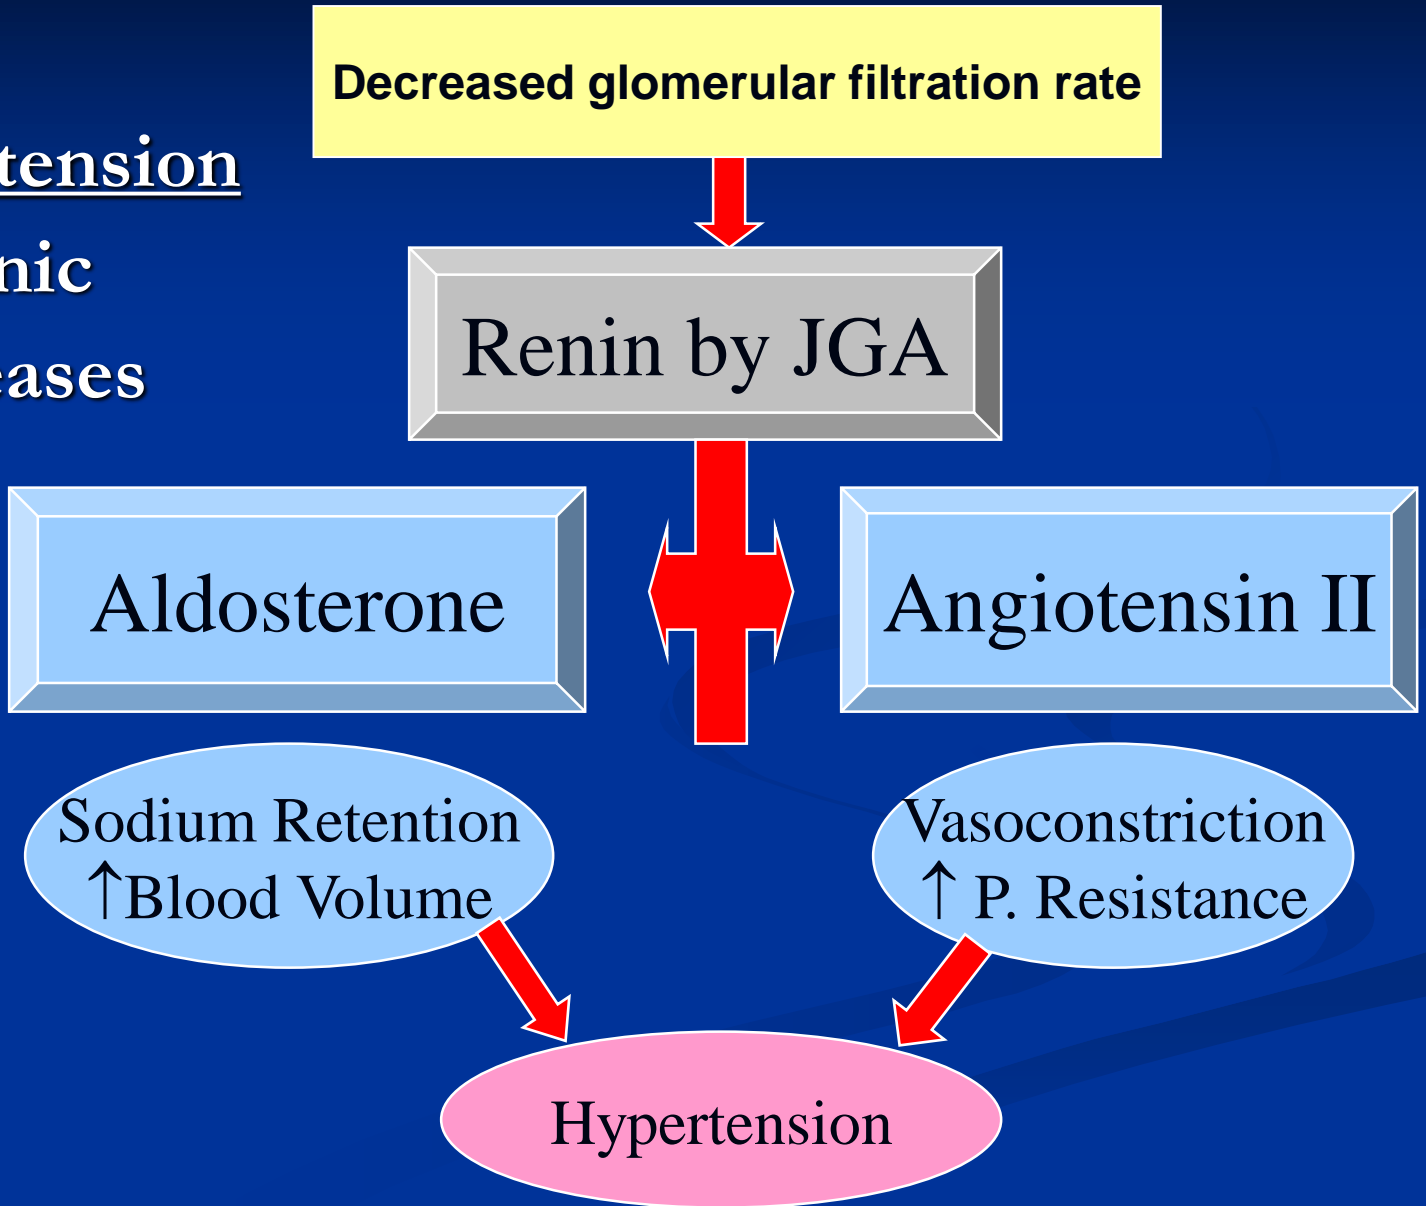 Decreased glomerular filtration rate
tension
nic
eases
Renin by JGA
Aldosterone
Angiotensin II
Sodium Retention
↑Blood Volume
Vasoconstriction
↑ P. Resistance
Hypertension